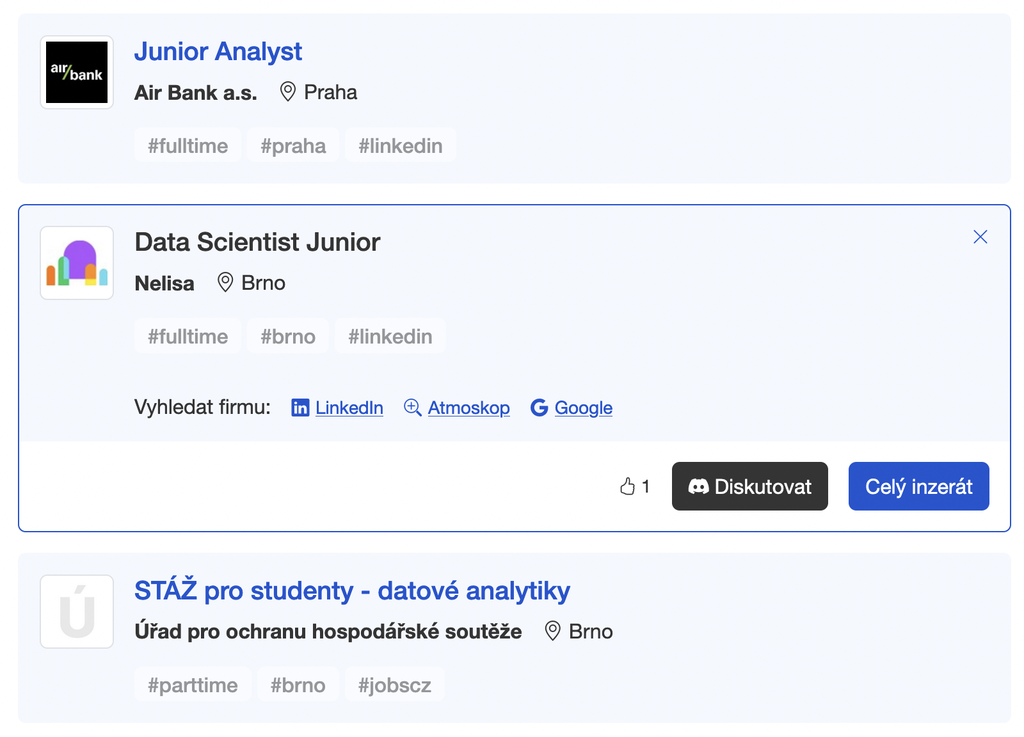 air/bank
Junior Analyst
Air Bank a.s. Praha
#fulltime #praha #linkedin
Data Scientist Junior
Nelisa Brno
#fulltime #brno #linkedin
Vyhledat firmu: LinkedIn Atmoskop Google
1 Diskutovat Celý inzerát
Ú
STÁŽ pro studenty - datové analytiky
Úřad pro ochranu hospodářské soutěže Brno
#parttime #brno #jobscz